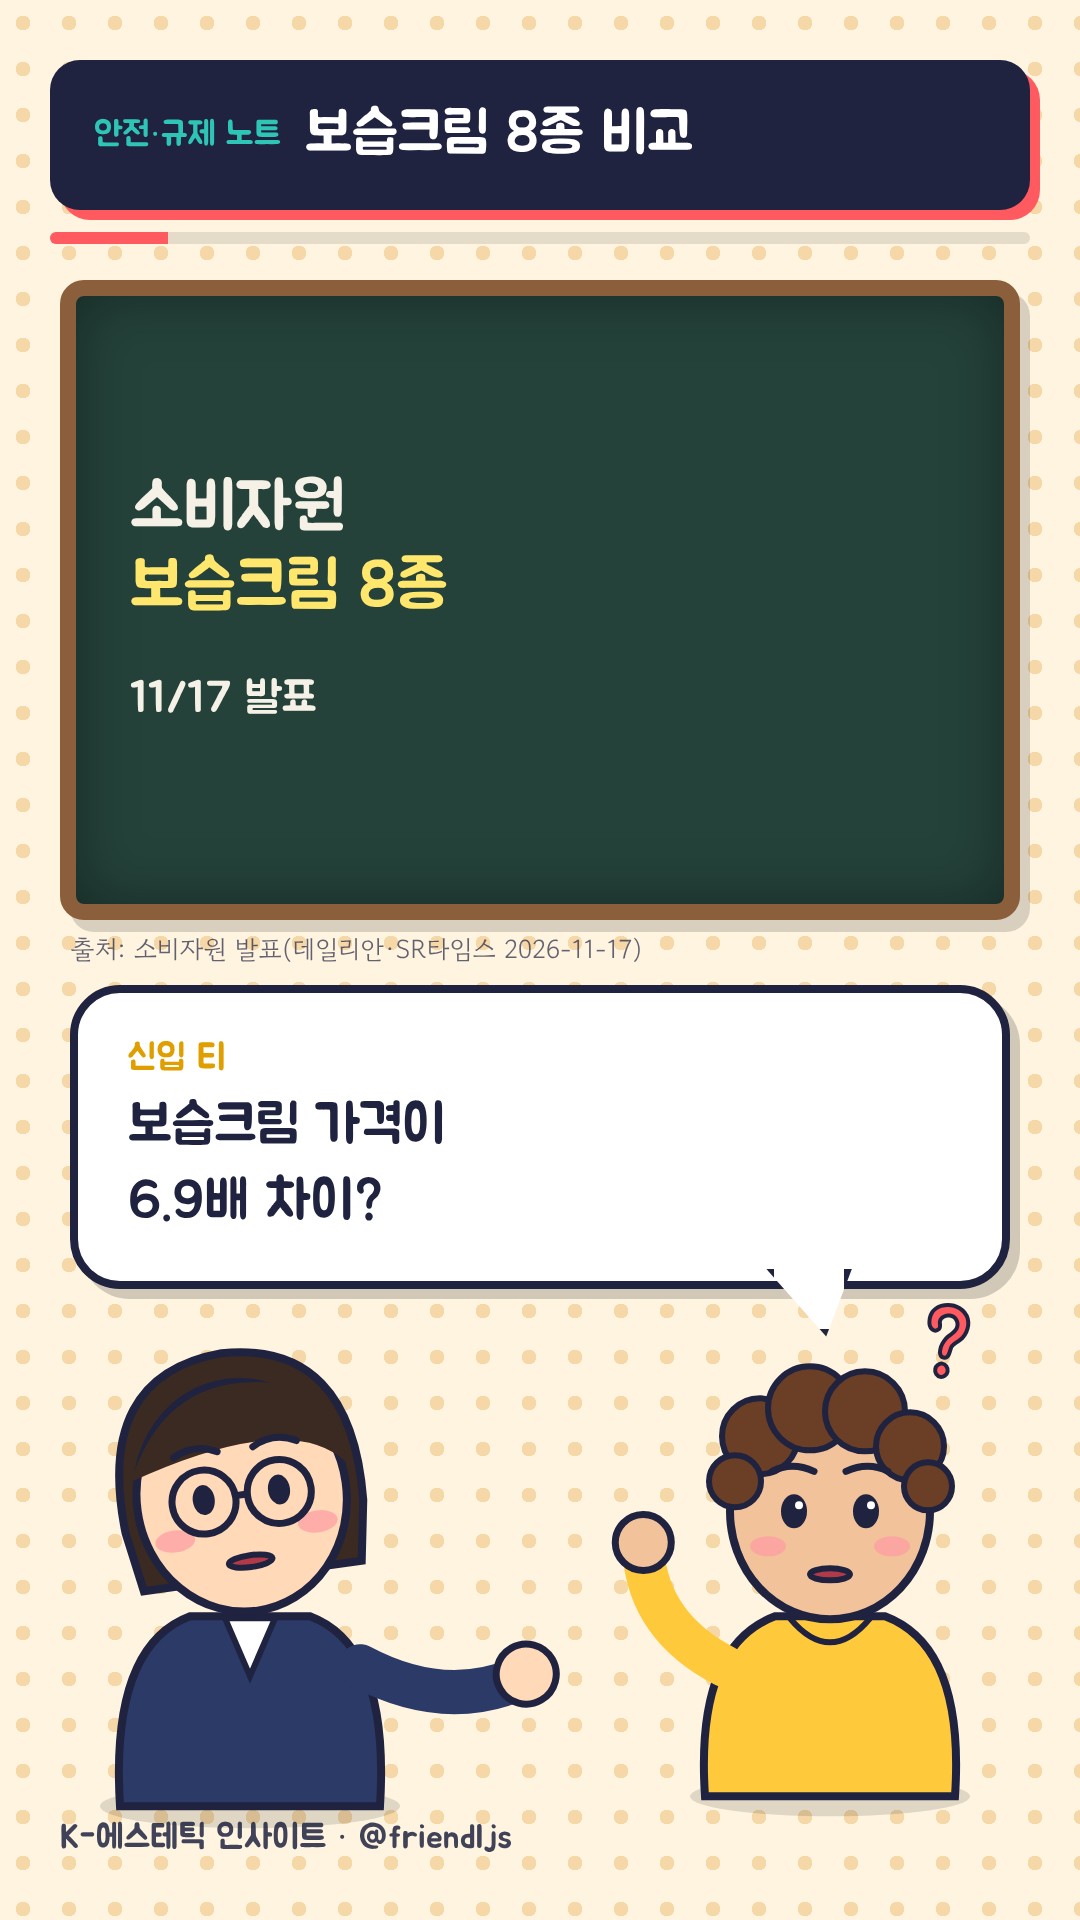 안전·규제 노트 보습크림 8종 비교
소비자원
보습크림 8종
11/17 발표
출처: 소비자원 발표(데일리안·SR타임스 2026-11-17)
신입 티
보습크림 가격이
6.9배 차이?
?
K-에스테틱 인사이트 · @friendljs